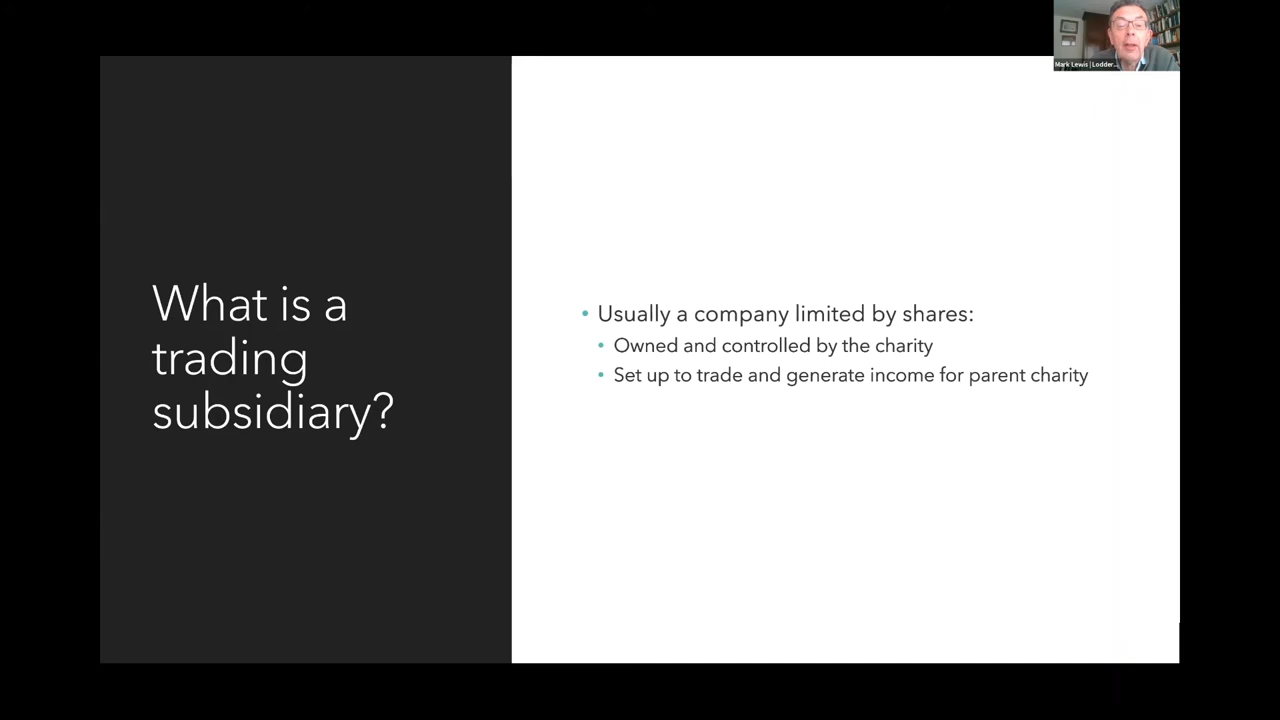 Mark Lewis | Lodder...
What is a
trading
subsidiary?
• Usually a company limited by shares:
• Owned and controlled by the charity
• Set up to trade and generate income for parent charity